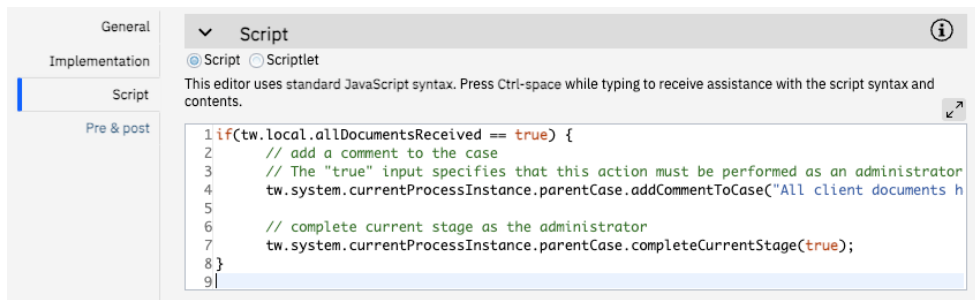 General
Implementation
Script
Pre & post
Script
Script Scriptlet
This editor uses standard JavaScript syntax. Press Ctrl-space while typing to receive assistance with the script syntax and
contents.
1 if(tw.local.allDocumentsReceived == true) {
2 // add a comment to the case
3 // The "true" input specifies that this action must be performed as an administrator
4 tw.system.currentProcessInstance.parentCase.addCommentToCase("All client documents h
5
6 // complete current stage as the administrator
7 tw.system.currentProcessInstance.parentCase.completeCurrentStage(true);
8 }
9